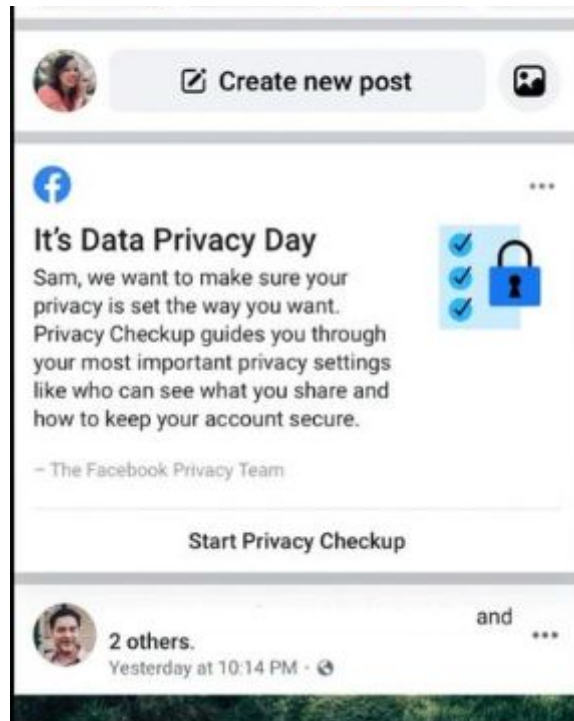 Create new post
It's Data Privacy Day
Sam, we want to make sure your
privacy is set the way you want.
Privacy Checkup guides you through
your most important privacy settings
like who can see what you share and
how to keep your account secure.
– The Facebook Privacy Team
Start Privacy Checkup
and
2 others.
Yesterday at 10:14 PM ·